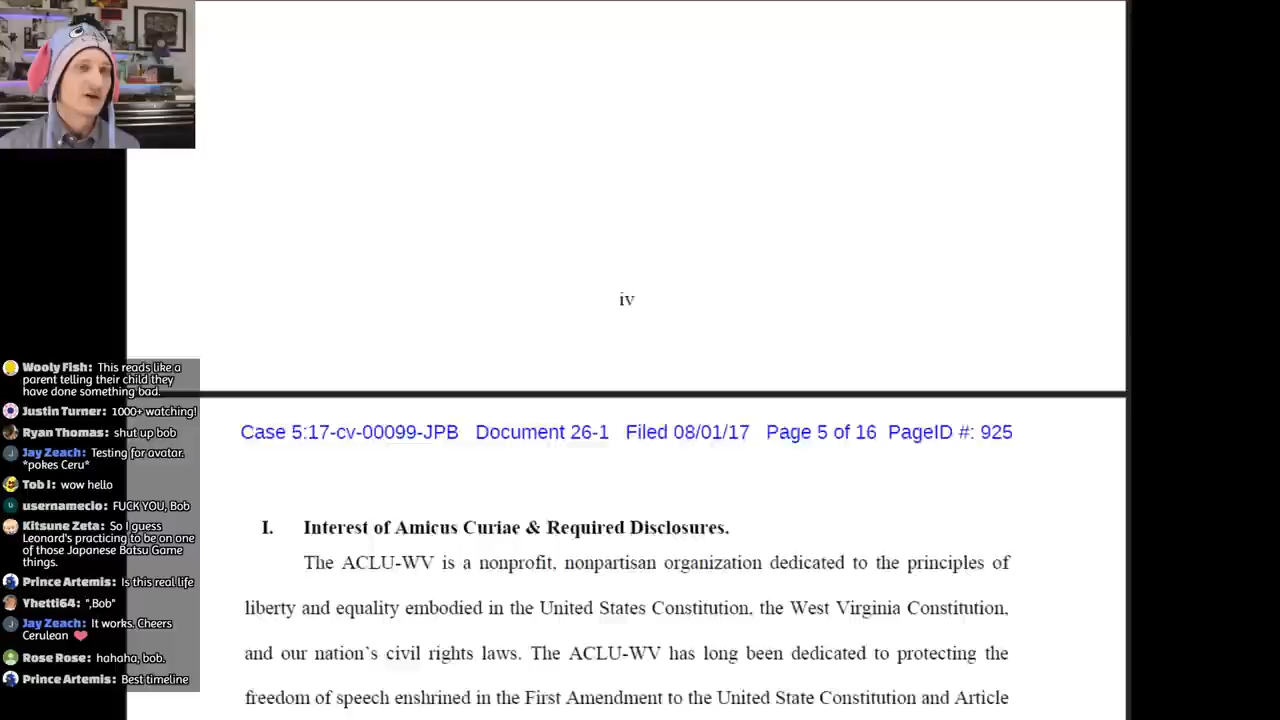 iv
Case 5:17-cv-00099-JPB Document 26-1 Filed 08/01/17 Page 5 of 16 PageID #: 925
I. Interest of Amicus Curiae & Required Disclosures.
The ACLU-WV is a nonprofit, nonpartisan organization dedicated to the principles of
liberty and equality embodied in the United States Constitution, the West Virginia Constitution,
and our nation's civil rights laws. The ACLU-WV has long been dedicated to protecting the
freedom of speech enshrined in the First Amendment to the United State Constitution and Article
Wooly Fish: This reads like a
parent telling their child they
have done something bad.
Justin Turner: 1000+ watching!
Ryan Thomas: shut up bob
Jay Zeach: Testing for avatar.
*pokes Ceru*
Tob I: wow hello
usernamecio: FUCK YOU, Bob
Kitsune Zeta: So I guess
Leonard's practicing to be on one
of those Japanese Batsu Game
things.
Prince Artemis: Is this real life
Yhetti64: ",Bob"
Jay Zeach: It works. Cheers
Cerulean ❤
Rose Rose: hahaha, bob.
Prince Artemis: Best timeline